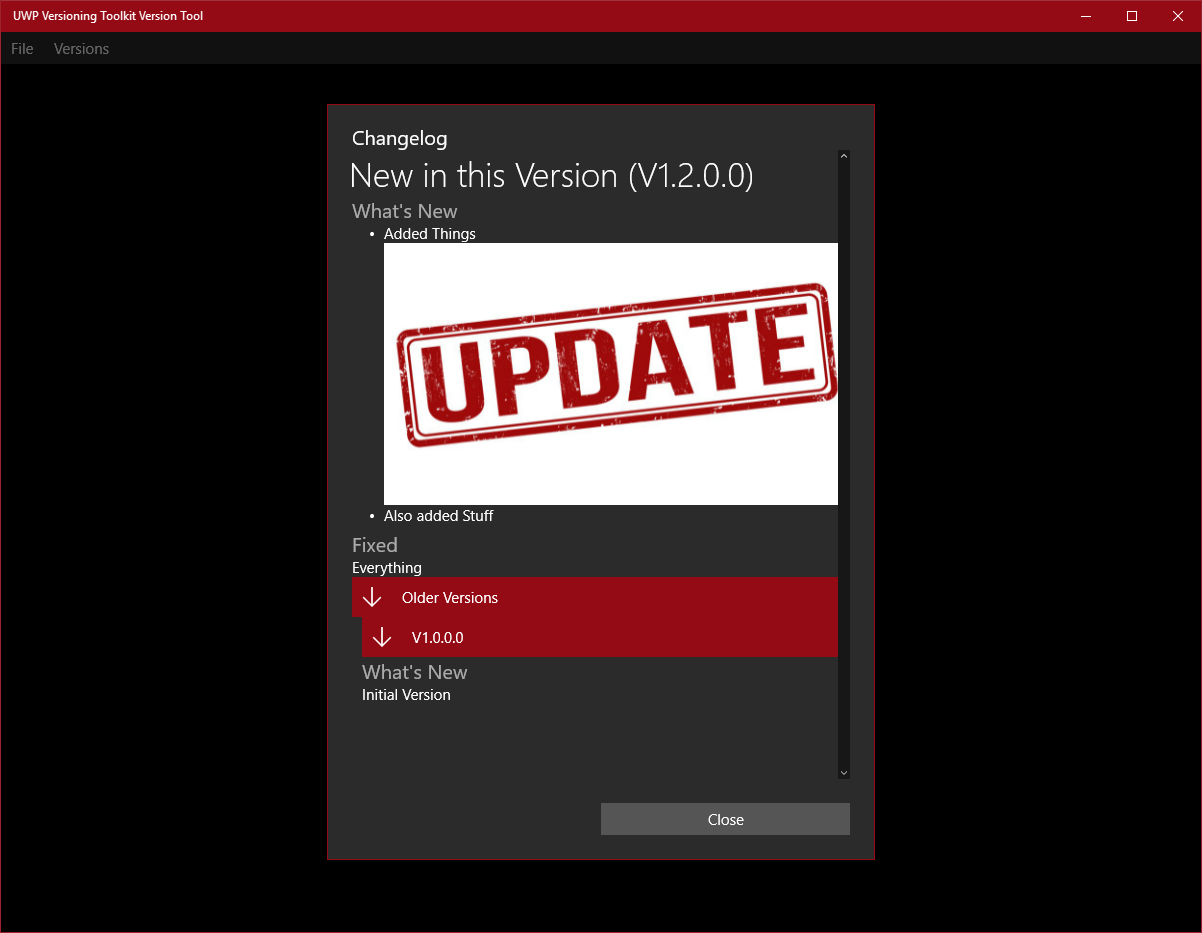 UWP Versioning Toolkit Version Tool
File Versions
Changelog
New in this Version (V1.2.0.0)
What's New
• Added Things
UPDATE
• Also added Stuff
Fixed
Everything
Older Versions
V1.0.0.0
What's New
Initial Version
Close